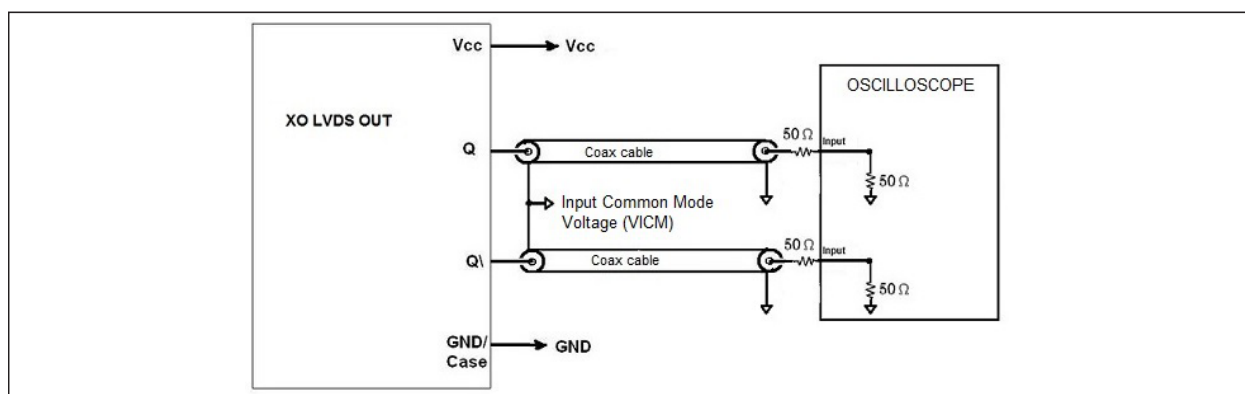 Vcc
Vcc
OSCILLOSCOPE
XO LVDS OUT
50 Ω
Input
Q
Coax cable
50 Ω
Input Common Mode
Voltage (VICM)
50 Ω
Input
Q\
Coax cable
50 Ω
GND/
Case
GND